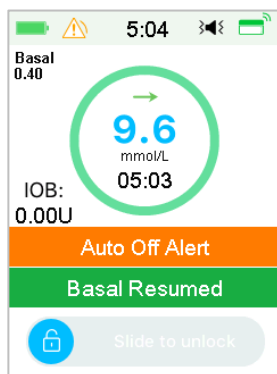 5:04
Basal
0.40
9.6
mmol/L
05:03
IOB:
0.00U
Auto Off Alert
Basal Resumed
Slide to unlock